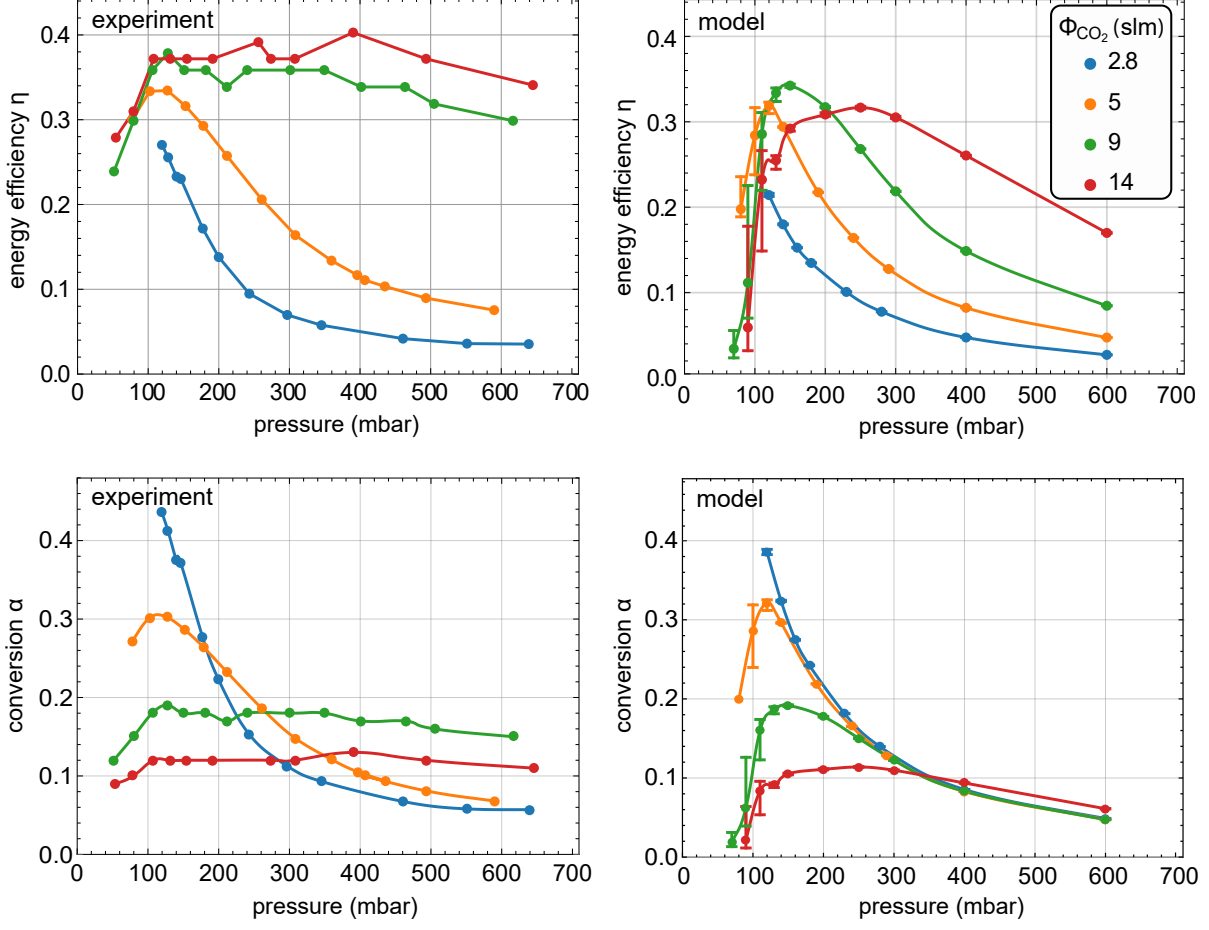 experiment
energy efficiency η
0.4
0.3
0.2
0.1
0.0
0 100 200 300 400 500 600 700
pressure (mbar)
model
energy efficiency η
0.4
0.3
0.2
0.1
0.0
0 100 200 300 400 500 600 700
pressure (mbar)
Φ_CO₂ (slm)
2.8
5
9
14
experiment
conversion α
0.4
0.3
0.2
0.1
0.0
0 100 200 300 400 500 600 700
pressure (mbar)
model
conversion α
0.4
0.3
0.2
0.1
0.0
0 100 200 300 400 500 600 700
pressure (mbar)